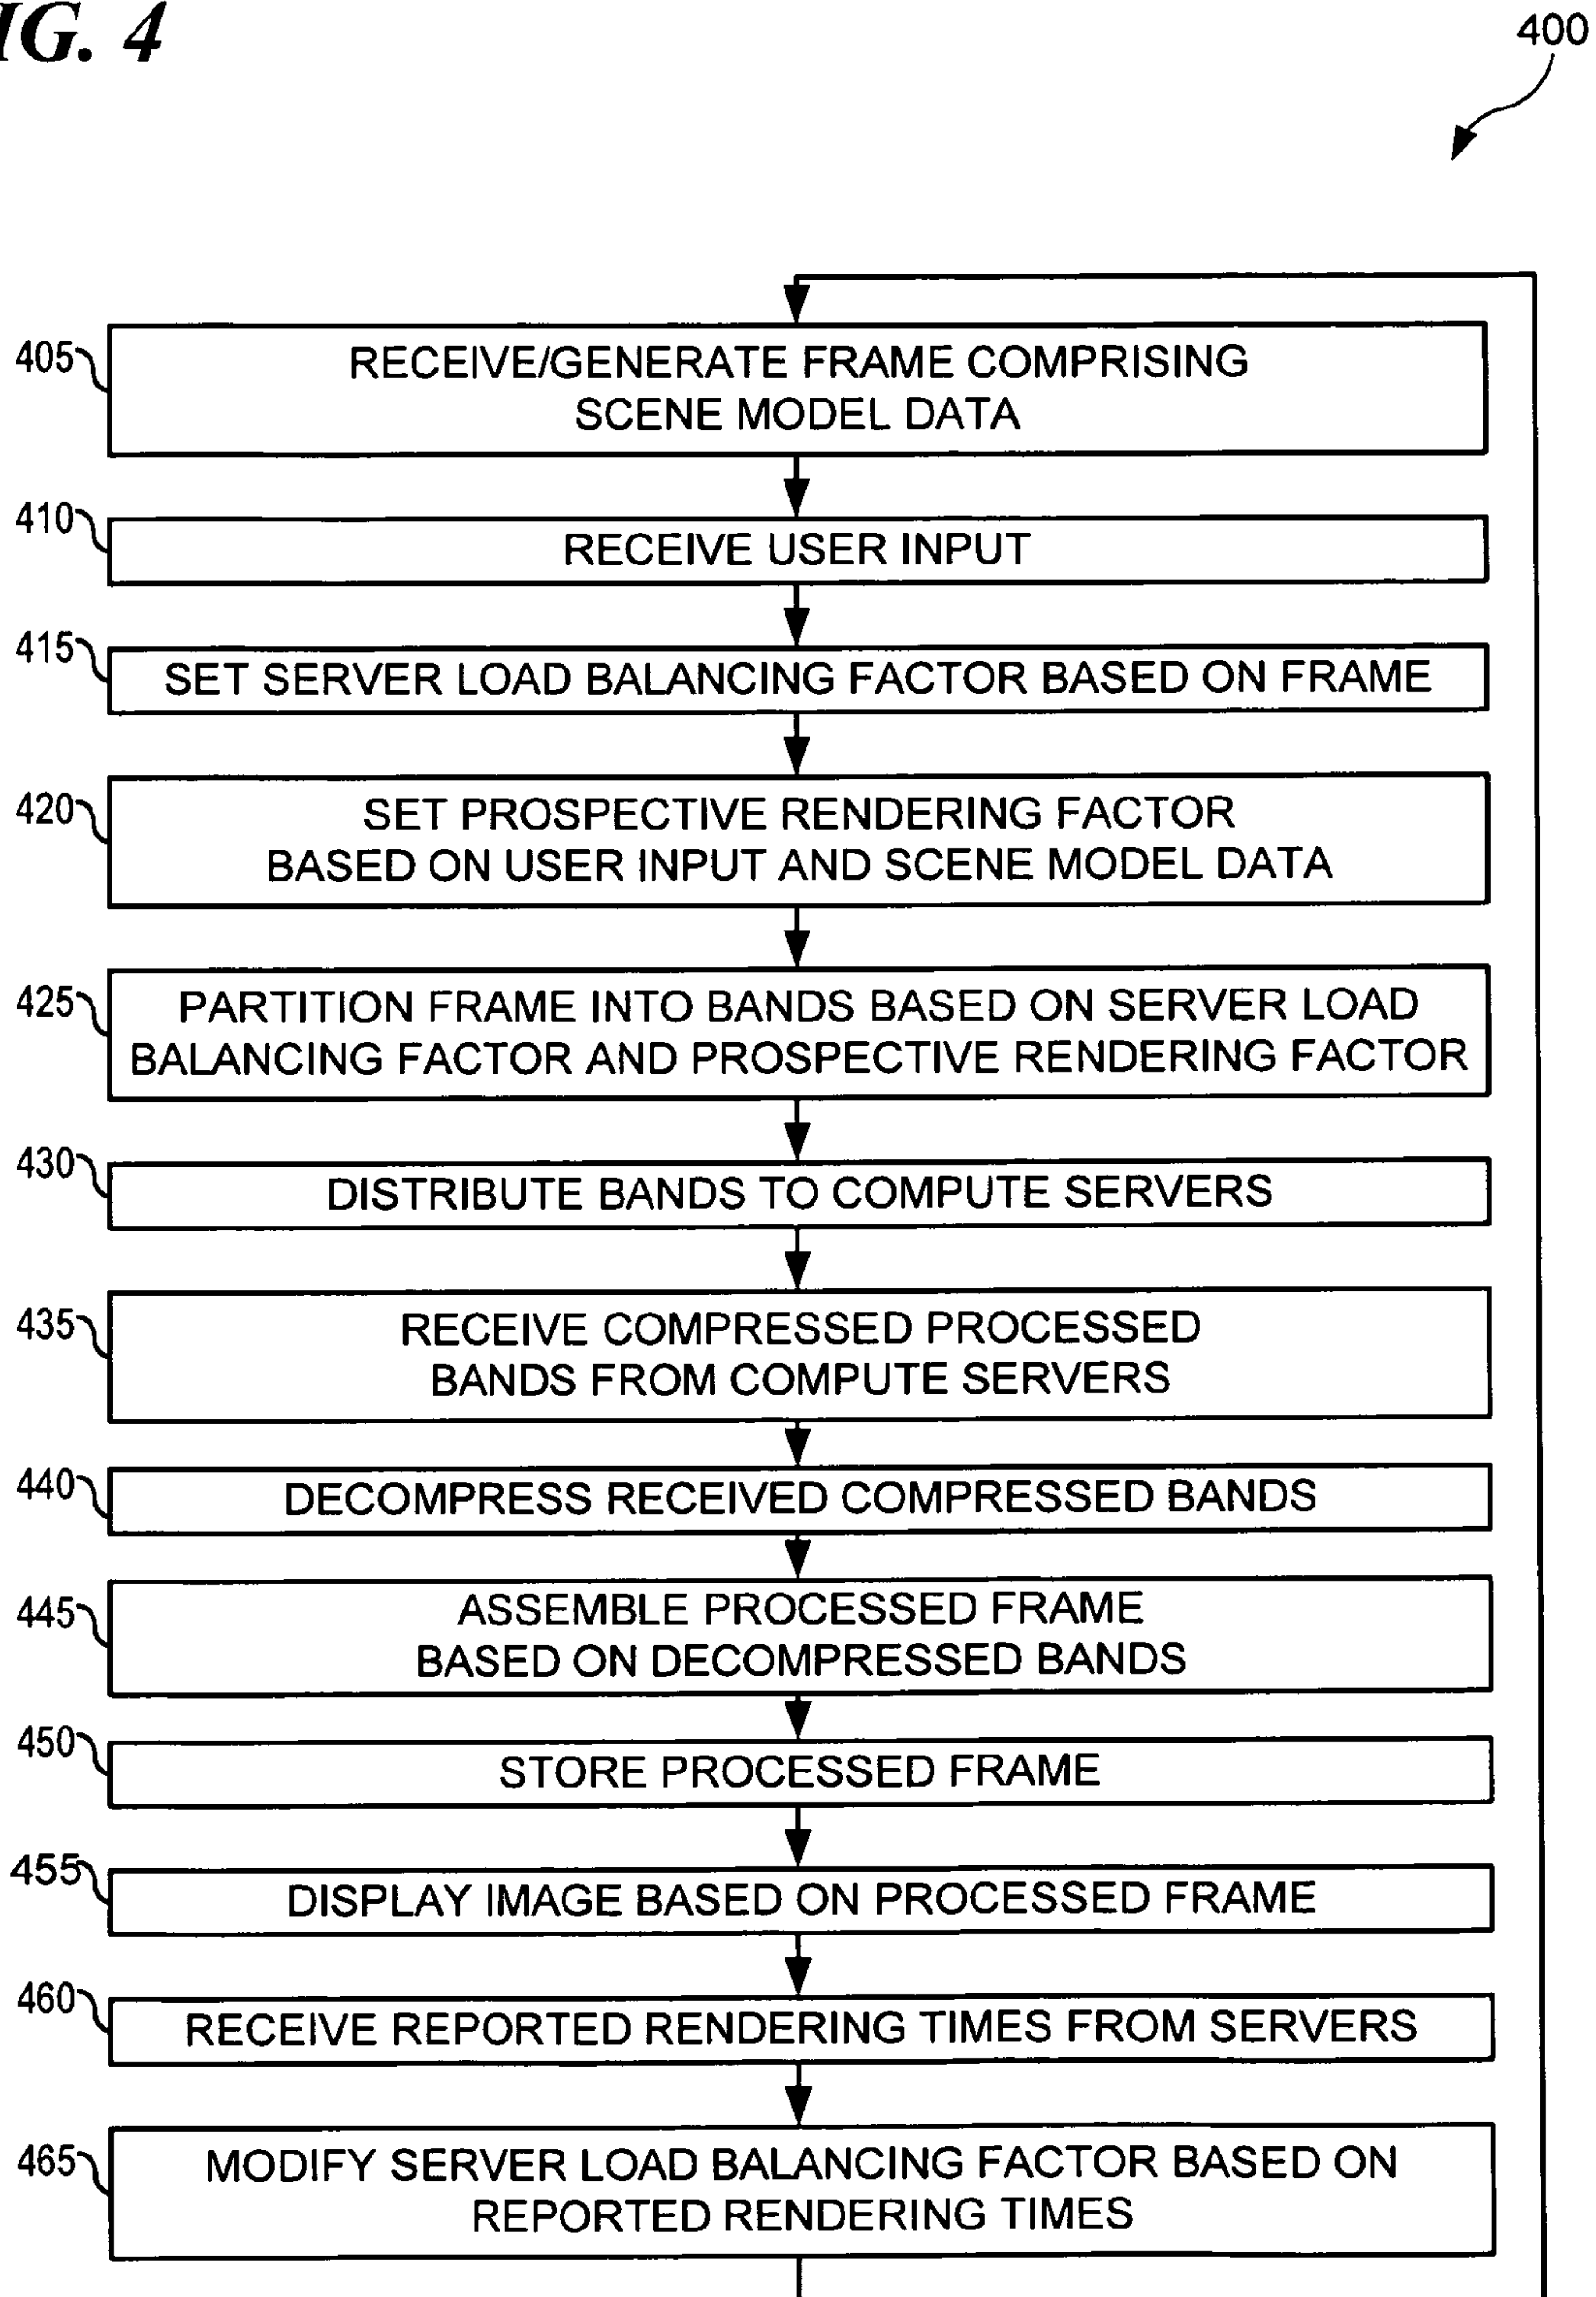 IG. 4
400
405
RECEIVE/GENERATE FRAME COMPRISING
SCENE MODEL DATA
410
RECEIVE USER INPUT
415
SET SERVER LOAD BALANCING FACTOR BASED ON FRAME
420
SET PROSPECTIVE RENDERING FACTOR
BASED ON USER INPUT AND SCENE MODEL DATA
425
PARTITION FRAME INTO BANDS BASED ON SERVER LOAD
BALANCING FACTOR AND PROSPECTIVE RENDERING FACTOR
430
DISTRIBUTE BANDS TO COMPUTE SERVERS
435
RECEIVE COMPRESSED PROCESSED
BANDS FROM COMPUTE SERVERS
440
DECOMPRESS RECEIVED COMPRESSED BANDS
445
ASSEMBLE PROCESSED FRAME
BASED ON DECOMPRESSED BANDS
450
STORE PROCESSED FRAME
455
DISPLAY IMAGE BASED ON PROCESSED FRAME
460
RECEIVE REPORTED RENDERING TIMES FROM SERVERS
465
MODIFY SERVER LOAD BALANCING FACTOR BASED ON
REPORTED RENDERING TIMES